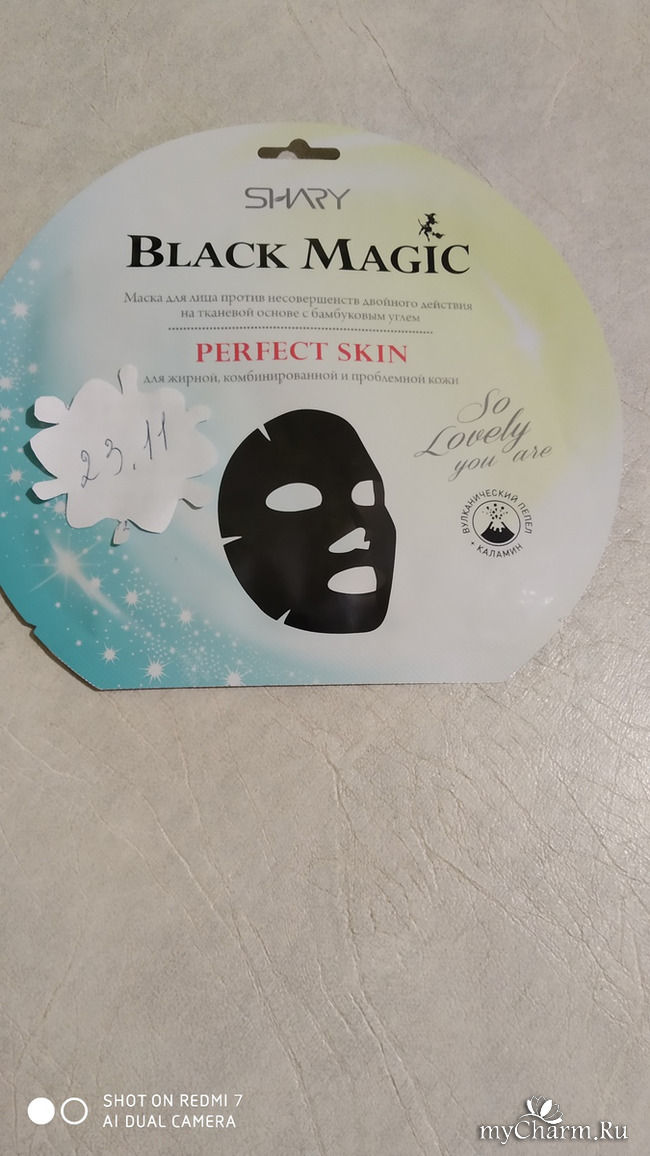 SHARY
BLACK MAGIC
Маска для лица против несовершенств двойного действия
на тканевой основе с бамбуковым углем
PERFECT SKIN
для жирной, комбинированной и проблемной кожи
23.11
So
Lovely
you are
ВУЛКАНИЧЕСКИЙ ПЕПЕЛ
+ КАЛАМИН
SHOT ON REDMI 7
AI DUAL CAMERA
myCharm.Ru